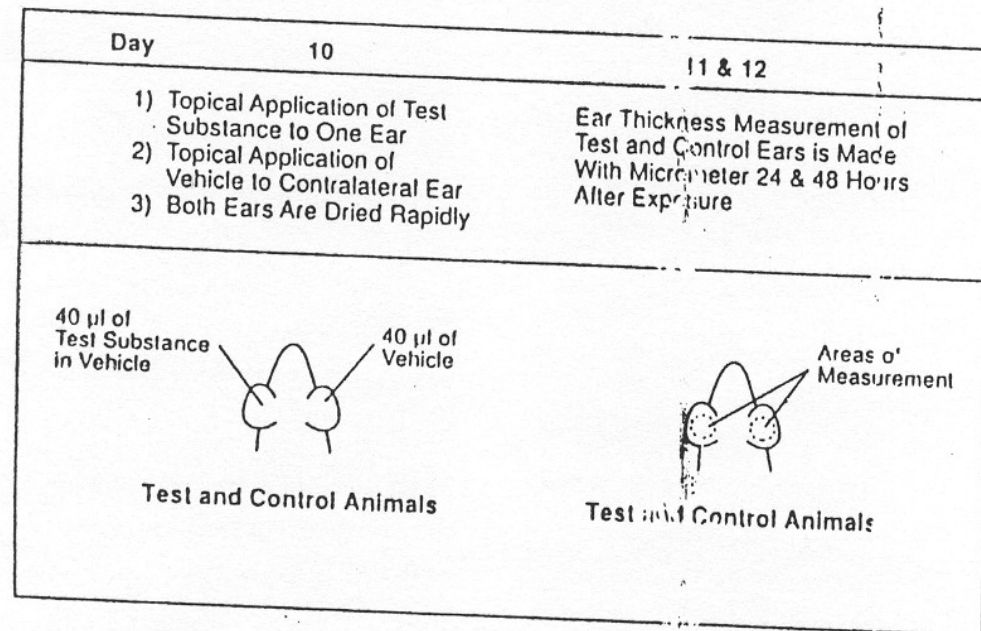 Day 10 11 & 12
1) Topical Application of Test
Substance to One Ear
2) Topical Application of
Vehicle to Contralateral Ear
3) Both Ears Are Dried Rapidly
Ear Thickness Measurement of
Test and Control Ears is Made
With Micrometer 24 & 48 Hours
After Exposure
40 µl of
Test Substance
in Vehicle
40 µl of
Vehicle
Test and Control Animals
Areas of
Measurement
Test and Control Animals